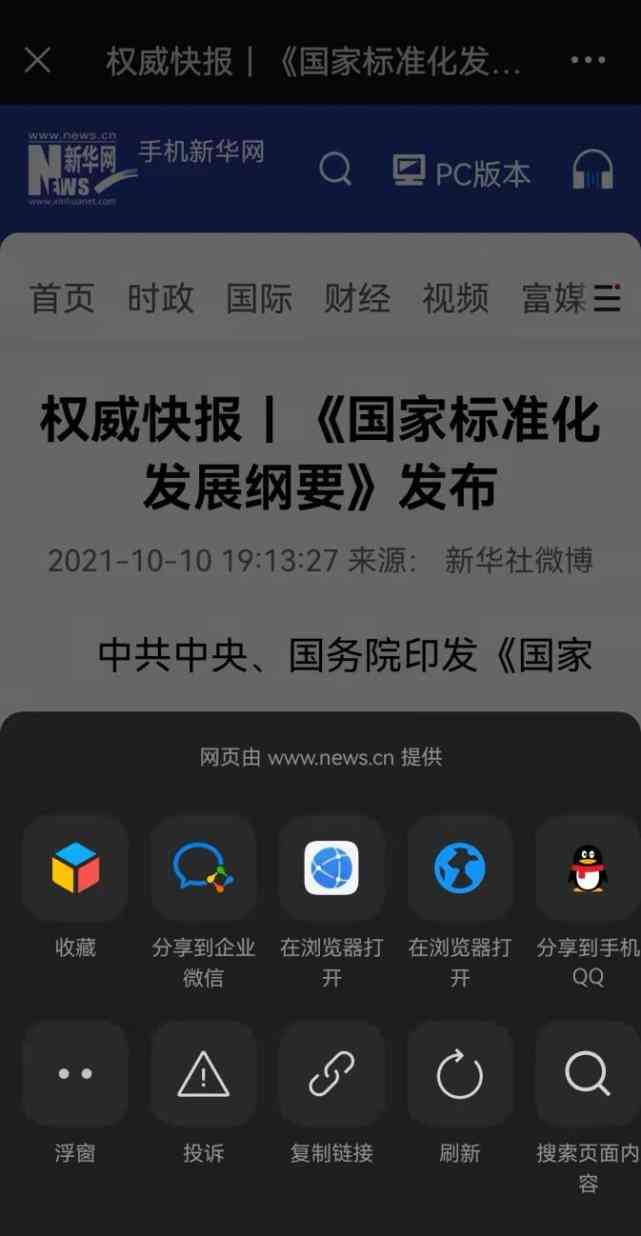 权威快报丨《国家标准化发...
www.news.cn
新华网
NEWS
www.xinhuanet.com
手机新华网
PC版本
首页 时政 国际 财经 视频 富媒
权威快报丨《国家标准化
发展纲要》发布
2021-10-10 19:13:27 来源： 新华社微博
中共中央、国务院印发《国家
网页由 www.news.cn 提供
收藏
分享到企业
微信
在浏览器打
开
在浏览器打
开
分享到手机
QQ
浮窗
投诉
复制链接
刷新
搜索页面内
容